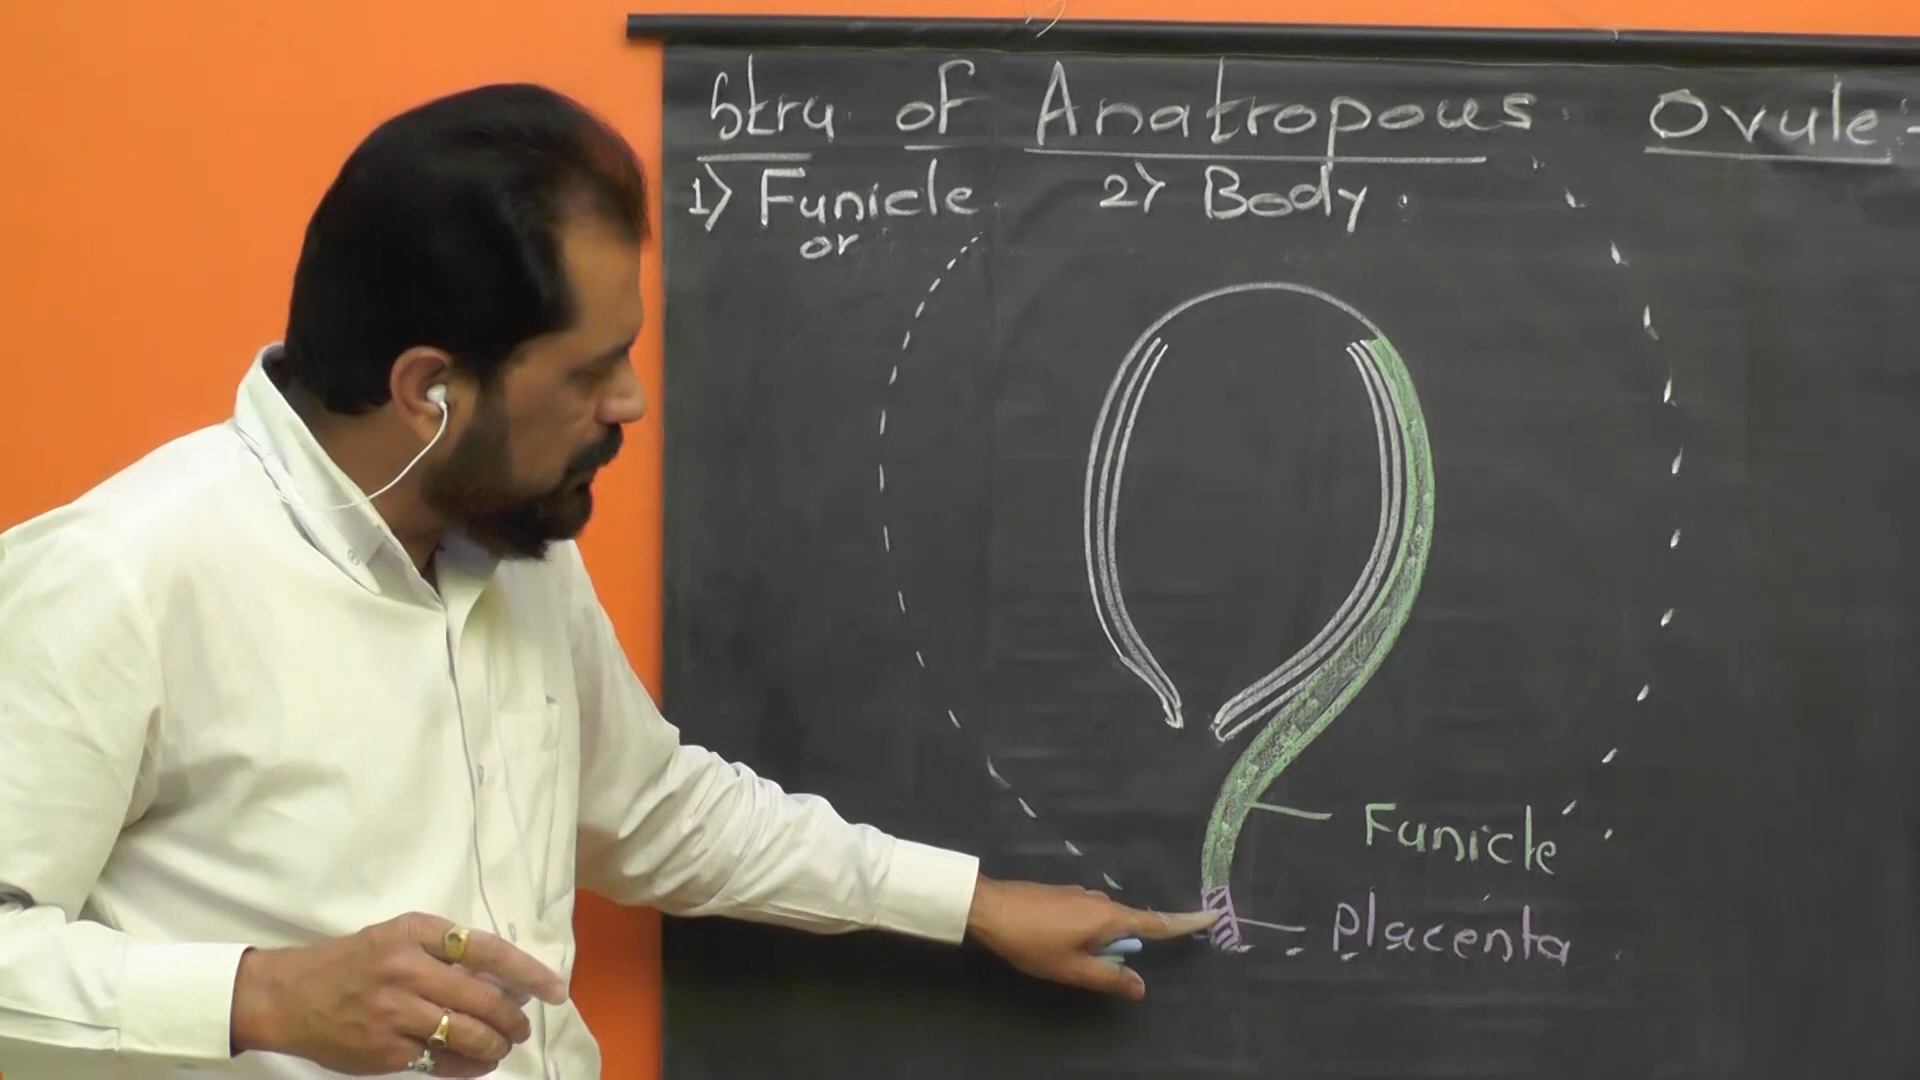 Stru. of Anatropous Ovule:-
1) Funicle 2) Body.
or
Funicle
Placenta